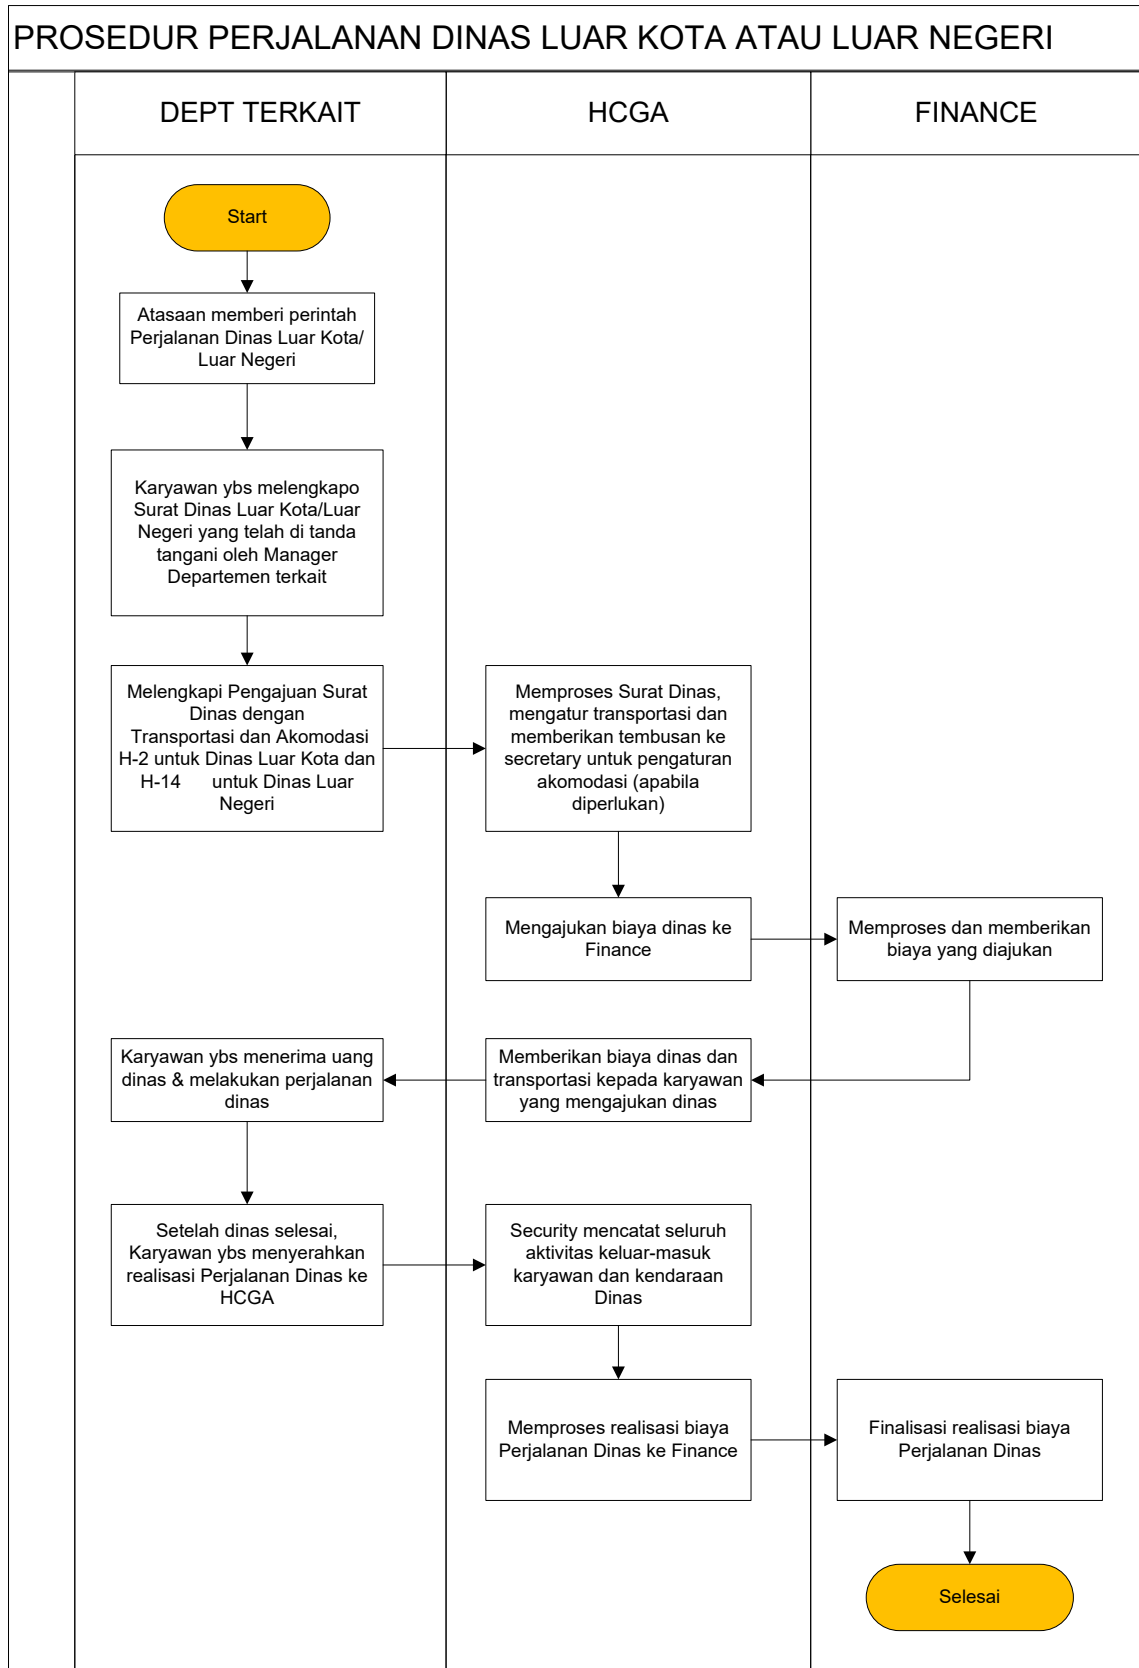 PROSEDUR PERJALANAN DINAS LUAR KOTA ATAU LUAR NEGERI
DEPT TERKAIT
HCGA
FINANCE
Start
Atasaan memberi perintah
Perjalanan Dinas Luar Kota/
Luar Negeri
Karyawan ybs melengkapo
Surat Dinas Luar Kota/Luar
Negeri yang telah di tanda
tangani oleh Manager
Departemen terkait
Melengkapi Pengajuan Surat
Dinas dengan
Transportasi dan Akomodasi
H-2 untuk Dinas Luar Kota dan
H-14 untuk Dinas Luar
Negeri
Memproses Surat Dinas,
mengatur transportasi dan
memberikan tembusan ke
secretary untuk pengaturan
akomodasi (apabila
diperlukan)
Mengajukan biaya dinas ke
Finance
Memproses dan memberikan
biaya yang diajukan
Memberikan biaya dinas dan
transportasi kepada karyawan
yang mengajukan dinas
Karyawan ybs menerima uang
dinas & melakukan perjalanan
dinas
Setelah dinas selesai,
Karyawan ybs menyerahkan
realisasi Perjalanan Dinas ke
HCGA
Security mencatat seluruh
aktivitas keluar-masuk
karyawan dan kendaraan
Dinas
Memproses realisasi biaya
Perjalanan Dinas ke Finance
Finalisasi realisasi biaya
Perjalanan Dinas
Selesai